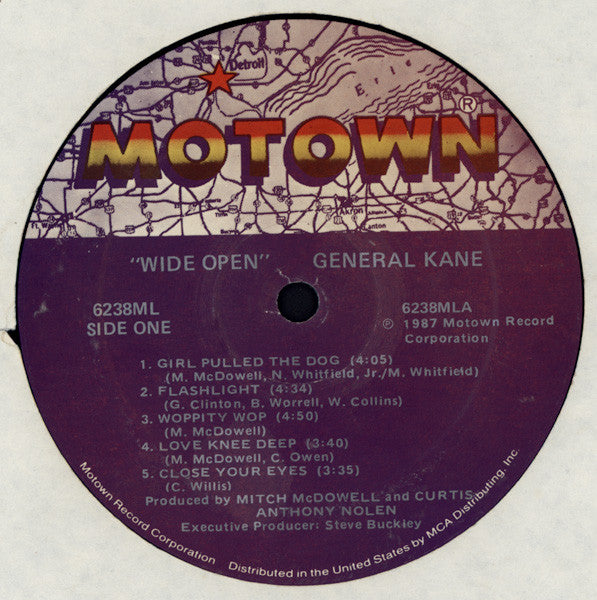 Detroit
Erie
MOTOWN®
Akron
Canton
"WIDE OPEN" GENERAL KANE
6238ML
SIDE ONE
6238MLA
℗ 1987 Motown Record
Corporation
1. GIRL PULLED THE DOG (4:05)
(M. McDowell, N. Whitfield, Jr./M. Whitfield)
2. FLASHLIGHT (4:34)
(G. Clinton, B. Worrell, W. Collins)
3. WOPPITY WOP (4:50)
(M. McDowell)
4. LOVE KNEE DEEP (3:40)
(M. McDowell, C. Owen)
5. CLOSE YOUR EYES (3:35)
(C. Willis)
Produced by MITCH McDOWELL and CURTIS
ANTHONY NOLEN
Executive Producer: Steve Buckley
Motown Record Corporation Distributed in the United States by MCA Distributing, Inc.